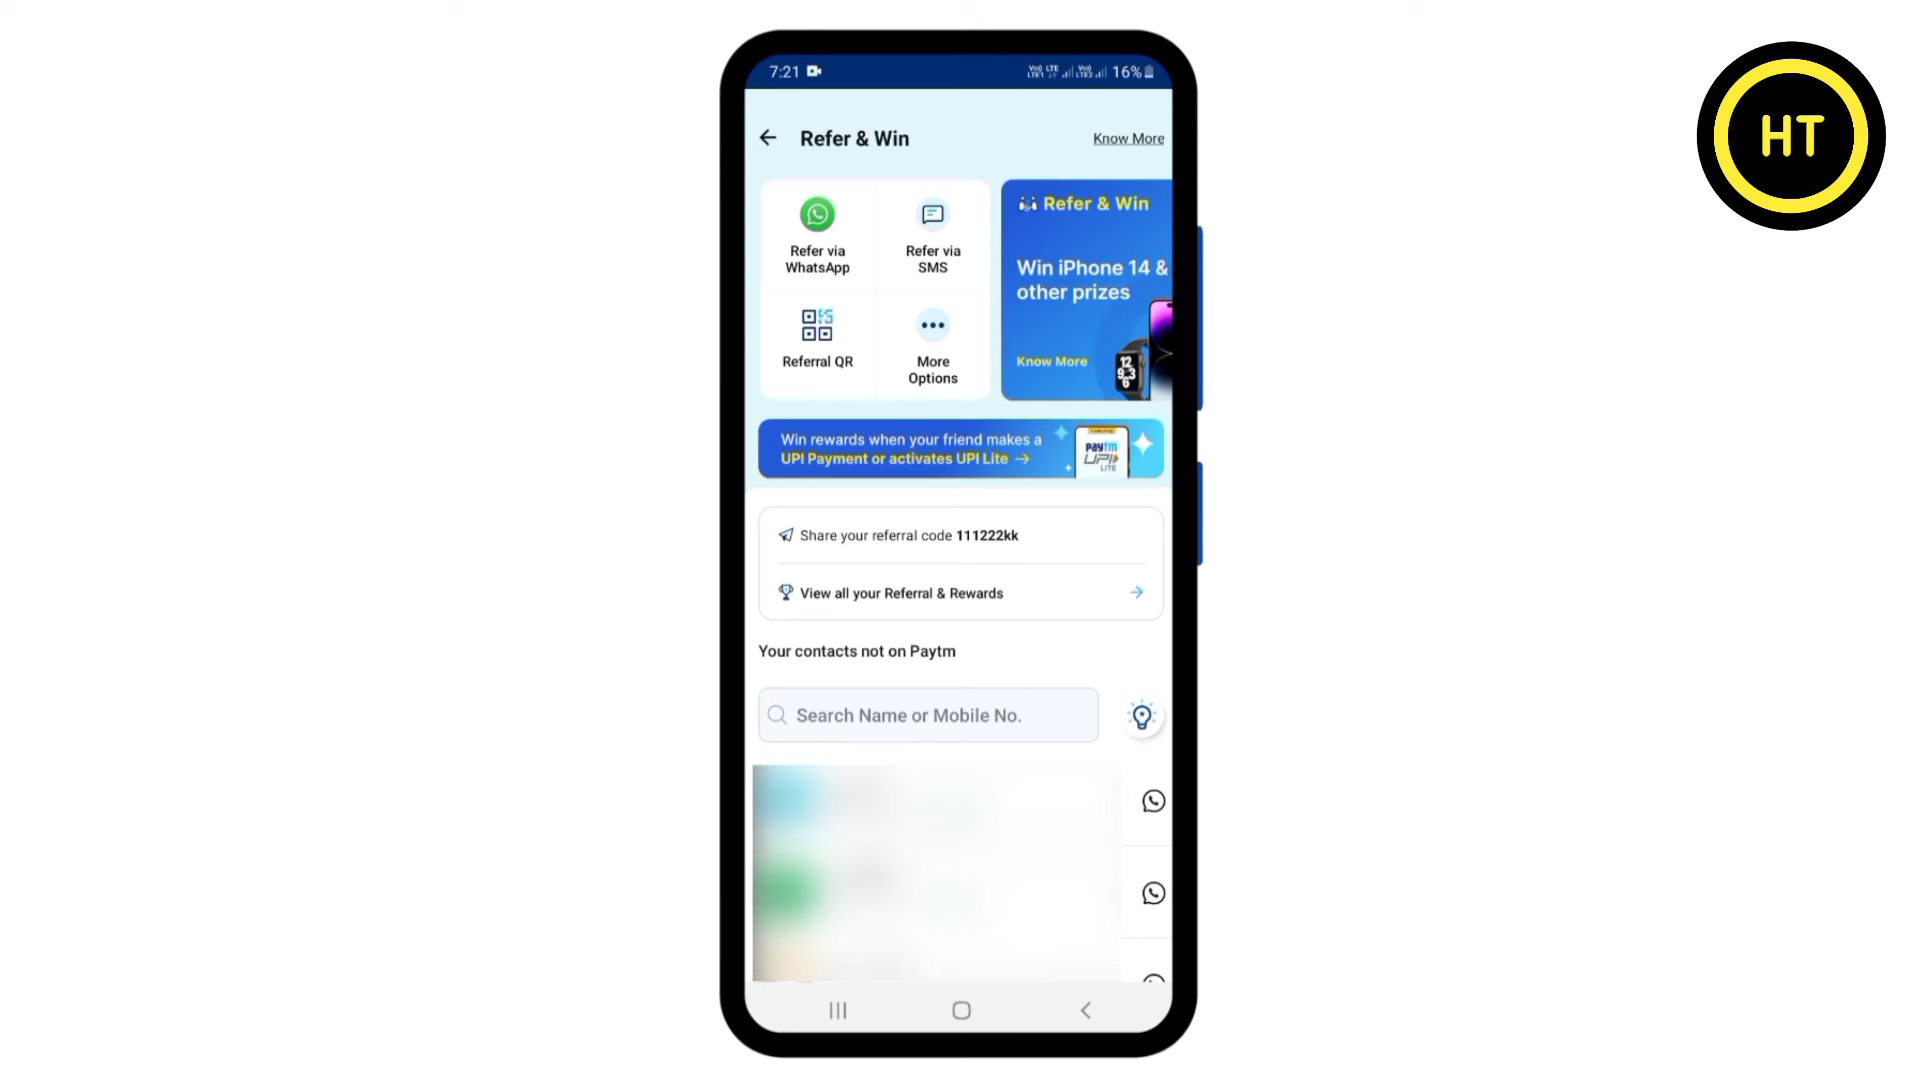 7:21
16%
HT
Refer & Win
Know More
Refer via
WhatsApp
Refer via
SMS
Referral QR
More
Options
Refer & Win
Win iPhone 14 &
other prizes
Know More
Win rewards when your friend makes a
UPI Payment or activates UPI Lite →
paytm
UPI
LITE
Share your referral code 111222kk
View all your Referral & Rewards
Your contacts not on Paytm
Search Name or Mobile No.